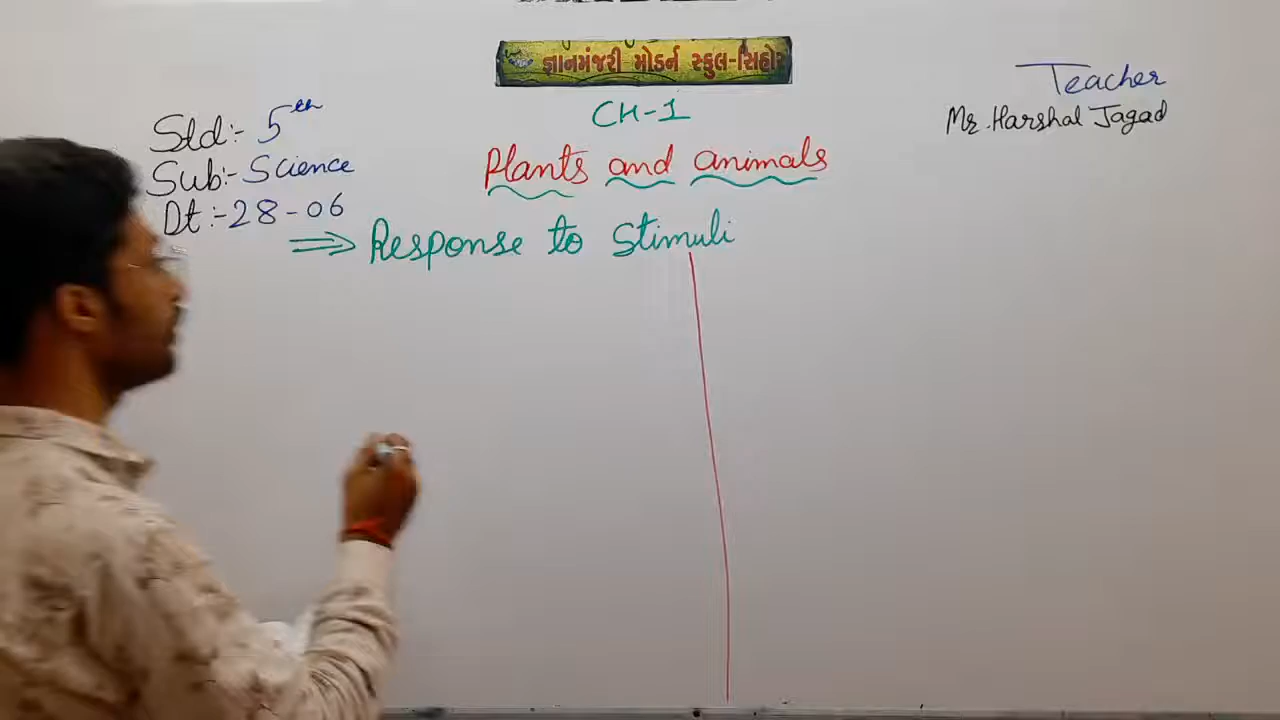 જ્ઞાનમંજરી મોડર્ન સ્કુલ-સિહોર
CH-1
Plants and animals
Std:- 5th
Sub:- Science
Dt:- 28-06
Teacher
Mr. Harshal Jagad
⇒ Response to Stimuli